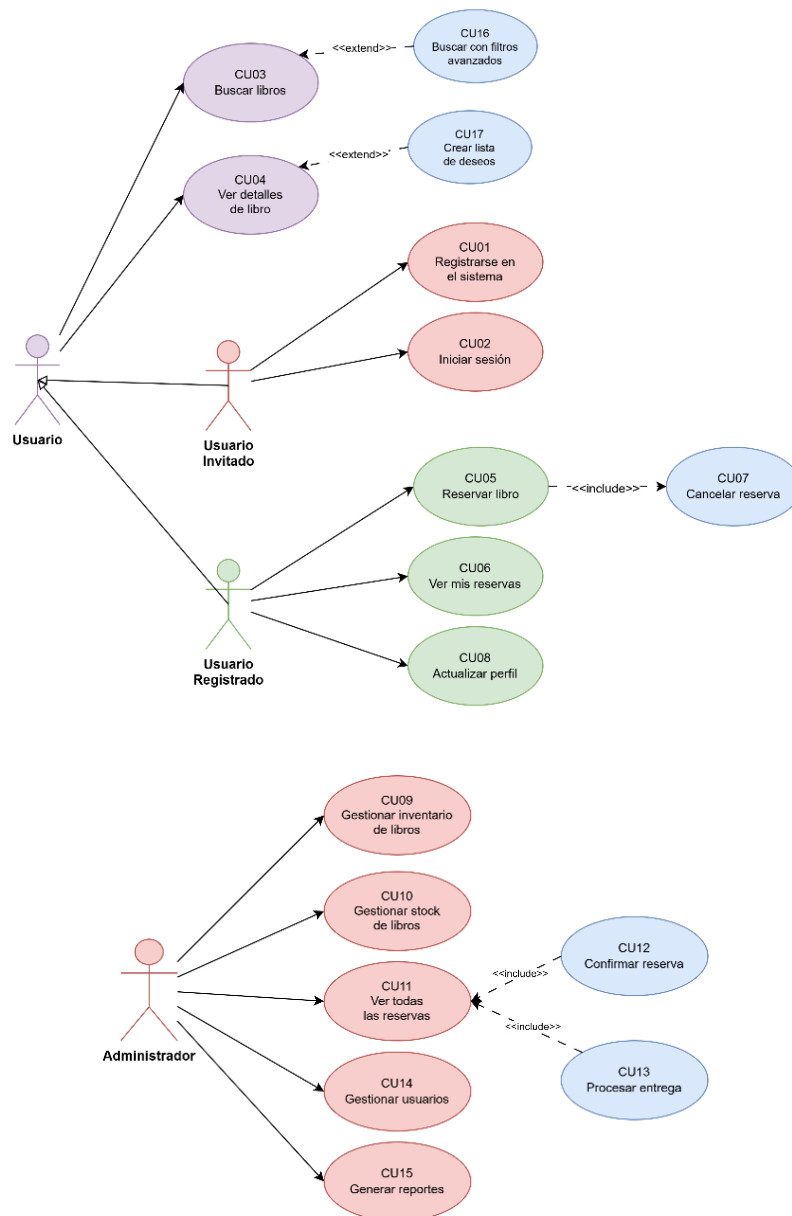 CU16
Buscar con filtros
avanzados
<<extend>>
CU03
Buscar libros
CU17
Crear lista
de deseos
<<extend>>
CU04
Ver detalles
de libro
CU01
Registrarse en
el sistema
CU02
Iniciar sesión
Usuario
Usuario
Invitado
CU05
Reservar libro
<<include>>
CU07
Cancelar reserva
CU06
Ver mis reservas
Usuario
Registrado
CU08
Actualizar perfil
CU09
Gestionar inventario
de libros
CU10
Gestionar stock
de libros
CU12
Confirmar reserva
<<include>>
CU11
Ver todas
las reservas
<<include>>
Administrador
CU13
Procesar entrega
CU14
Gestionar usuarios
CU15
Generar reportes